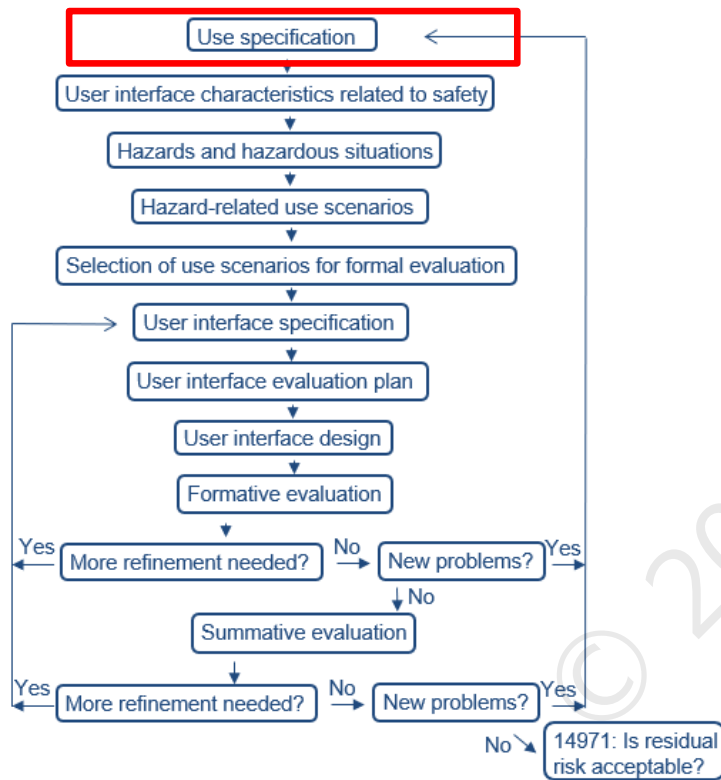 Use specification
User interface characteristics related to safety
Hazards and hazardous situations
Hazard-related use scenarios
Selection of use scenarios for formal evaluation
User interface specification
User interface evaluation plan
User interface design
Formative evaluation
Yes More refinement needed? No New problems? Yes
No
Summative evaluation
Yes More refinement needed? No New problems? Yes
No 14971: Is residual
risk acceptable?
© 20